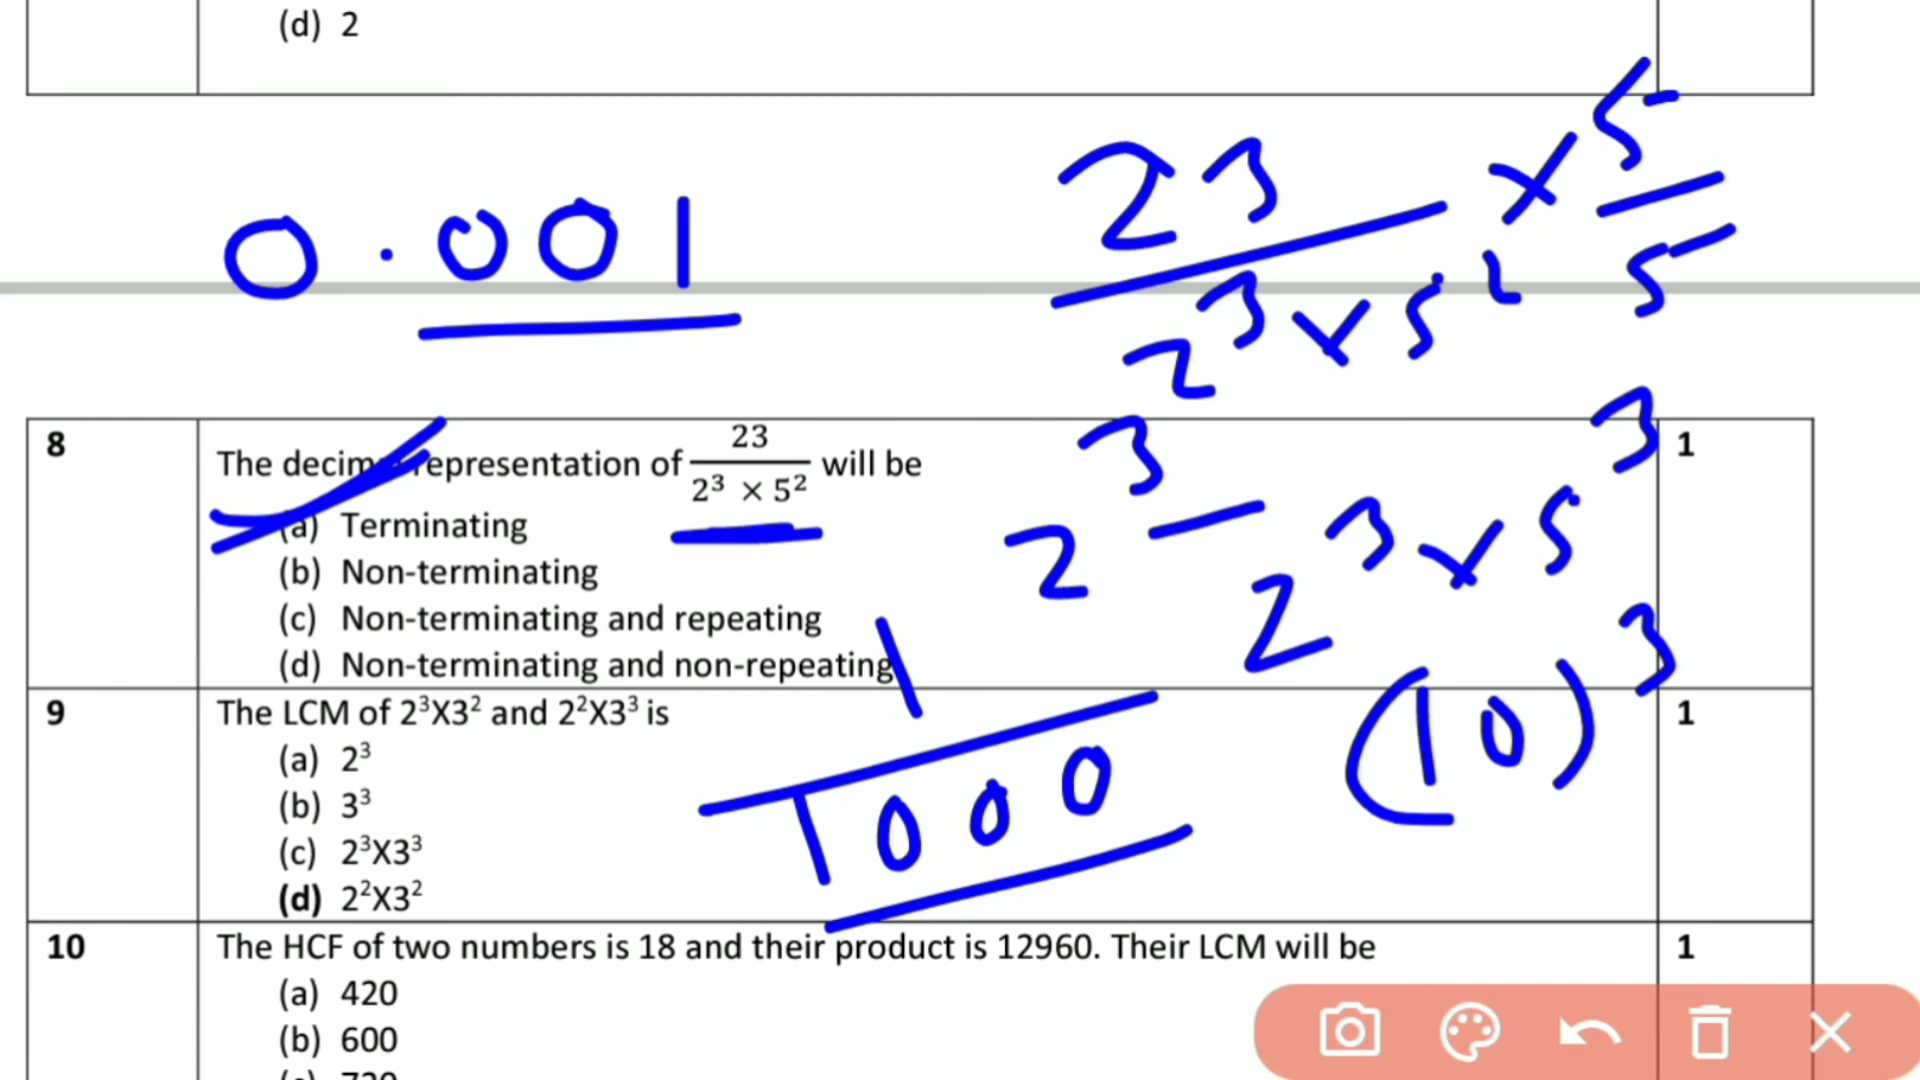 (d) 2
0.001
23 × 5
2³ × 5² 5
8 The decimal representation of 23 / 2³ × 5² will be 1
(a) Terminating
(b) Non-terminating
(c) Non-terminating and repeating
(d) Non-terminating and non-repeating
2³ – 2³ × 5³
(10)³
1
1000
9 The LCM of 2³X3² and 2²X3³ is 1
(a) 2³
(b) 3³
(c) 2³X3³
(d) 2²X3²
10 The HCF of two numbers is 18 and their product is 12960. Their LCM will be 1
(a) 420
(b) 600